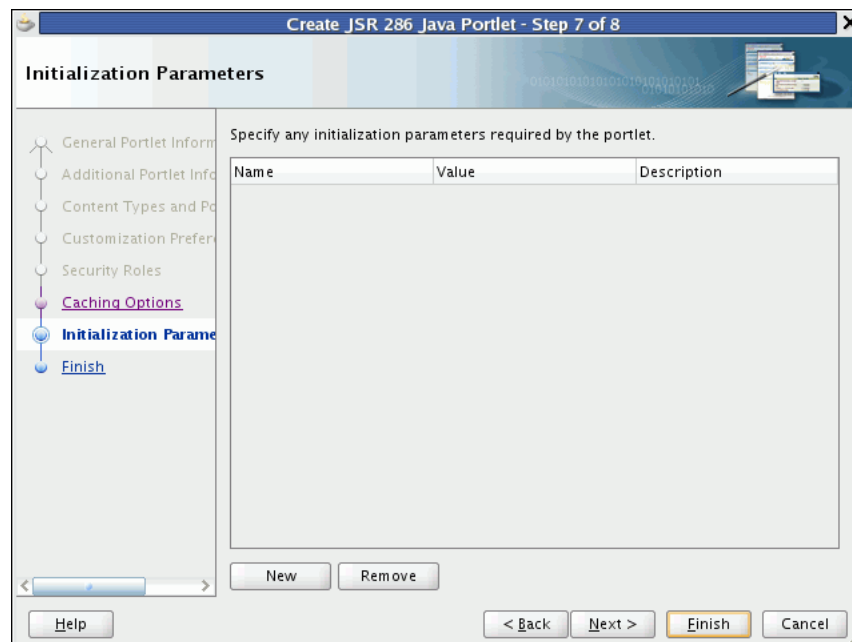 Create JSR 286 Java Portlet - Step 7 of 8
Initialization Parameters
General Portlet Inform
Additional Portlet Info
Content Types and Po
Customization Prefer
Security Roles
Caching Options
Initialization Parame
Finish
Specify any initialization parameters required by the portlet.
Name Value Description
New Remove
Help < Back Next > Finish Cancel